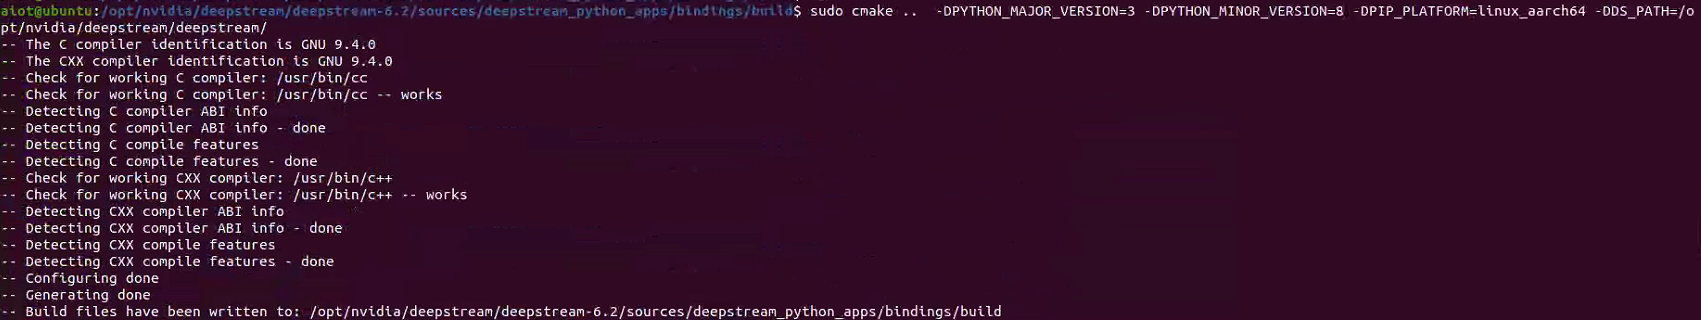 aiot@ubuntu:/opt/nvidia/deepstream/deepstream-6.2/sources/deepstream_python_apps/bindings/build$ sudo cmake ..  -DPYTHON_MAJOR_VERSION=3 -DPYTHON_MINOR_VERSION=8 -DPIP_PLATFORM=linux_aarch64 -DDS_PATH=/o
pt/nvidia/deepstream/deepstream/
-- The C compiler identification is GNU 9.4.0
-- The CXX compiler identification is GNU 9.4.0
-- Check for working C compiler: /usr/bin/cc
-- Check for working C compiler: /usr/bin/cc -- works
-- Detecting C compiler ABI info
-- Detecting C compiler ABI info - done
-- Detecting C compile features
-- Detecting C compile features - done
-- Check for working CXX compiler: /usr/bin/c++
-- Check for working CXX compiler: /usr/bin/c++ -- works
-- Detecting CXX compiler ABI info
-- Detecting CXX compiler ABI info - done
-- Detecting CXX compile features
-- Detecting CXX compile features - done
-- Configuring done
-- Generating done
-- Build files have been written to: /opt/nvidia/deepstream/deepstream-6.2/sources/deepstream_python_apps/bindings/build